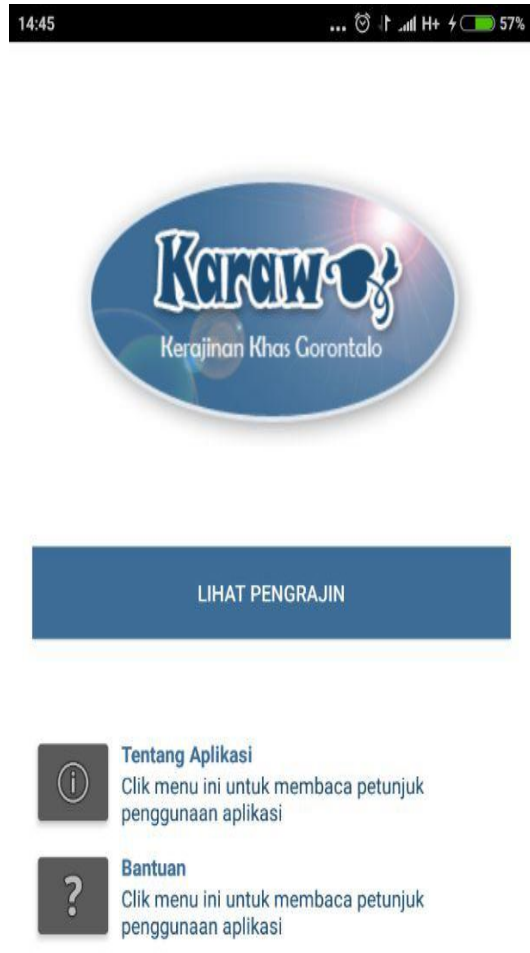 14:45
... H+ 57%
Karawo
Kerajinan Khas Gorontalo
LIHAT PENGRAJIN
Tentang Aplikasi
Clik menu ini untuk membaca petunjuk
penggunaan aplikasi
Bantuan
Clik menu ini untuk membaca petunjuk
penggunaan aplikasi